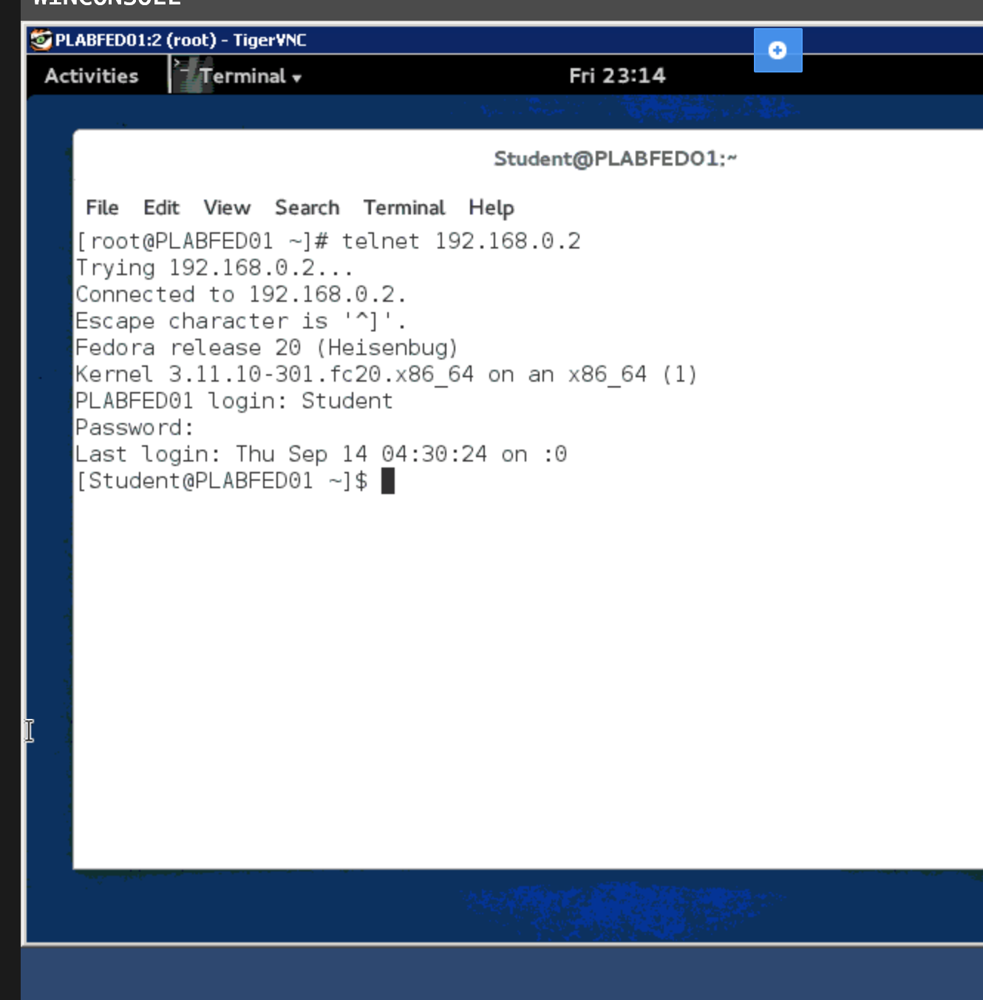 WINCONSOLE
PLABFED01:2 (root) - TigerVNC
Activities Terminal Fri 23:14
Student@PLABFED01:~
File Edit View Search Terminal Help
[root@PLABFED01 ~]# telnet 192.168.0.2
Trying 192.168.0.2...
Connected to 192.168.0.2.
Escape character is '^]'.
Fedora release 20 (Heisenbug)
Kernel 3.11.10-301.fc20.x86_64 on an x86_64 (1)
PLABFED01 login: Student
Password:
Last login: Thu Sep 14 04:30:24 on :0
[Student@PLABFED01 ~]$